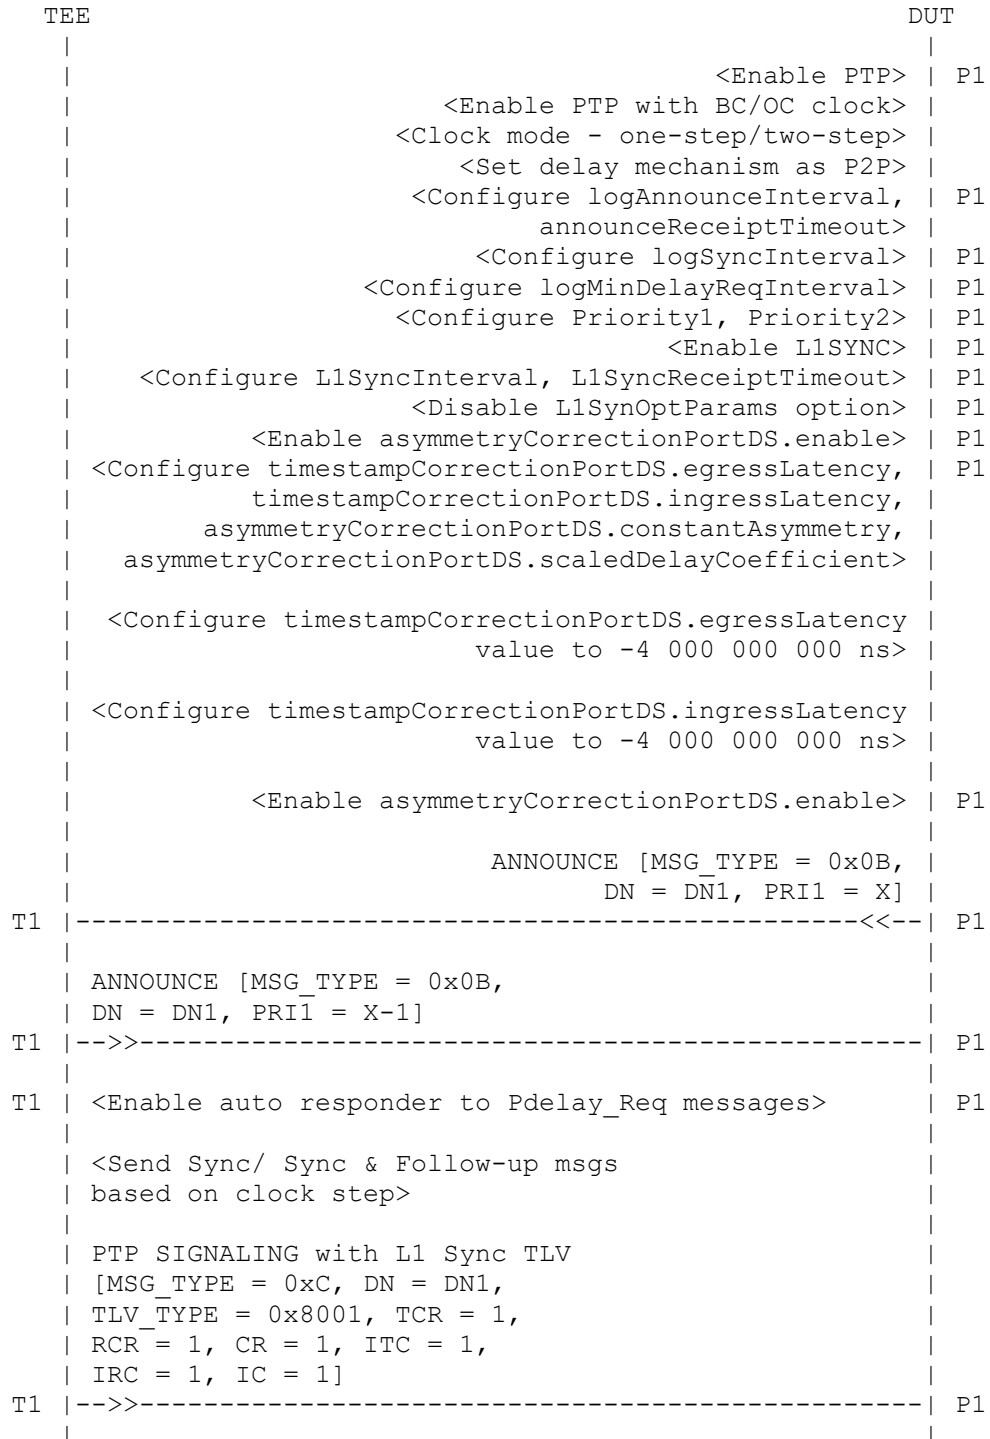 TEE DUT
| |
| <Enable PTP> | P1
| <Enable PTP with BC/OC clock> |
| <Clock mode - one-step/two-step> |
| <Set delay mechanism as P2P> |
| <Configure logAnnounceInterval, | P1
| announceReceiptTimeout> |
| <Configure logSyncInterval> | P1
| <Configure logMinDelayReqInterval> | P1
| <Configure Priority1, Priority2> | P1
| <Enable L1SYNC> | P1
| <Configure L1SyncInterval, L1SyncReceiptTimeout> | P1
| <Disable L1SynOptParams option> | P1
| <Enable asymmetryCorrectionPortDS.enable> | P1
| <Configure timestampCorrectionPortDS.egressLatency, | P1
| timestampCorrectionPortDS.ingressLatency, |
| asymmetryCorrectionPortDS.constantAsymmetry, |
| asymmetryCorrectionPortDS.scaledDelayCoefficient> |
| |
| <Configure timestampCorrectionPortDS.egressLatency |
| value to -4 000 000 000 ns> |
| |
| <Configure timestampCorrectionPortDS.ingressLatency |
| value to -4 000 000 000 ns> |
| |
| <Enable asymmetryCorrectionPortDS.enable> | P1
| |
| ANNOUNCE [MSG_TYPE = 0x0B, |
| DN = DN1, PRI1 = X] |
T1 |-------------------------------------------------<<--| P1
| |
| ANNOUNCE [MSG_TYPE = 0x0B, |
| DN = DN1, PRI1 = X-1] |
T1 |-->>-------------------------------------------------| P1
| |
T1 | <Enable auto responder to Pdelay_Req messages> | P1
| |
| <Send Sync/ Sync & Follow-up msgs |
| based on clock step> |
| |
| PTP SIGNALING with L1 Sync TLV |
| [MSG_TYPE = 0xC, DN = DN1, |
| TLV_TYPE = 0x8001, TCR = 1, |
| RCR = 1, CR = 1, ITC = 1, |
| IRC = 1, IC = 1] |
T1 |-->>-------------------------------------------------| P1
| |